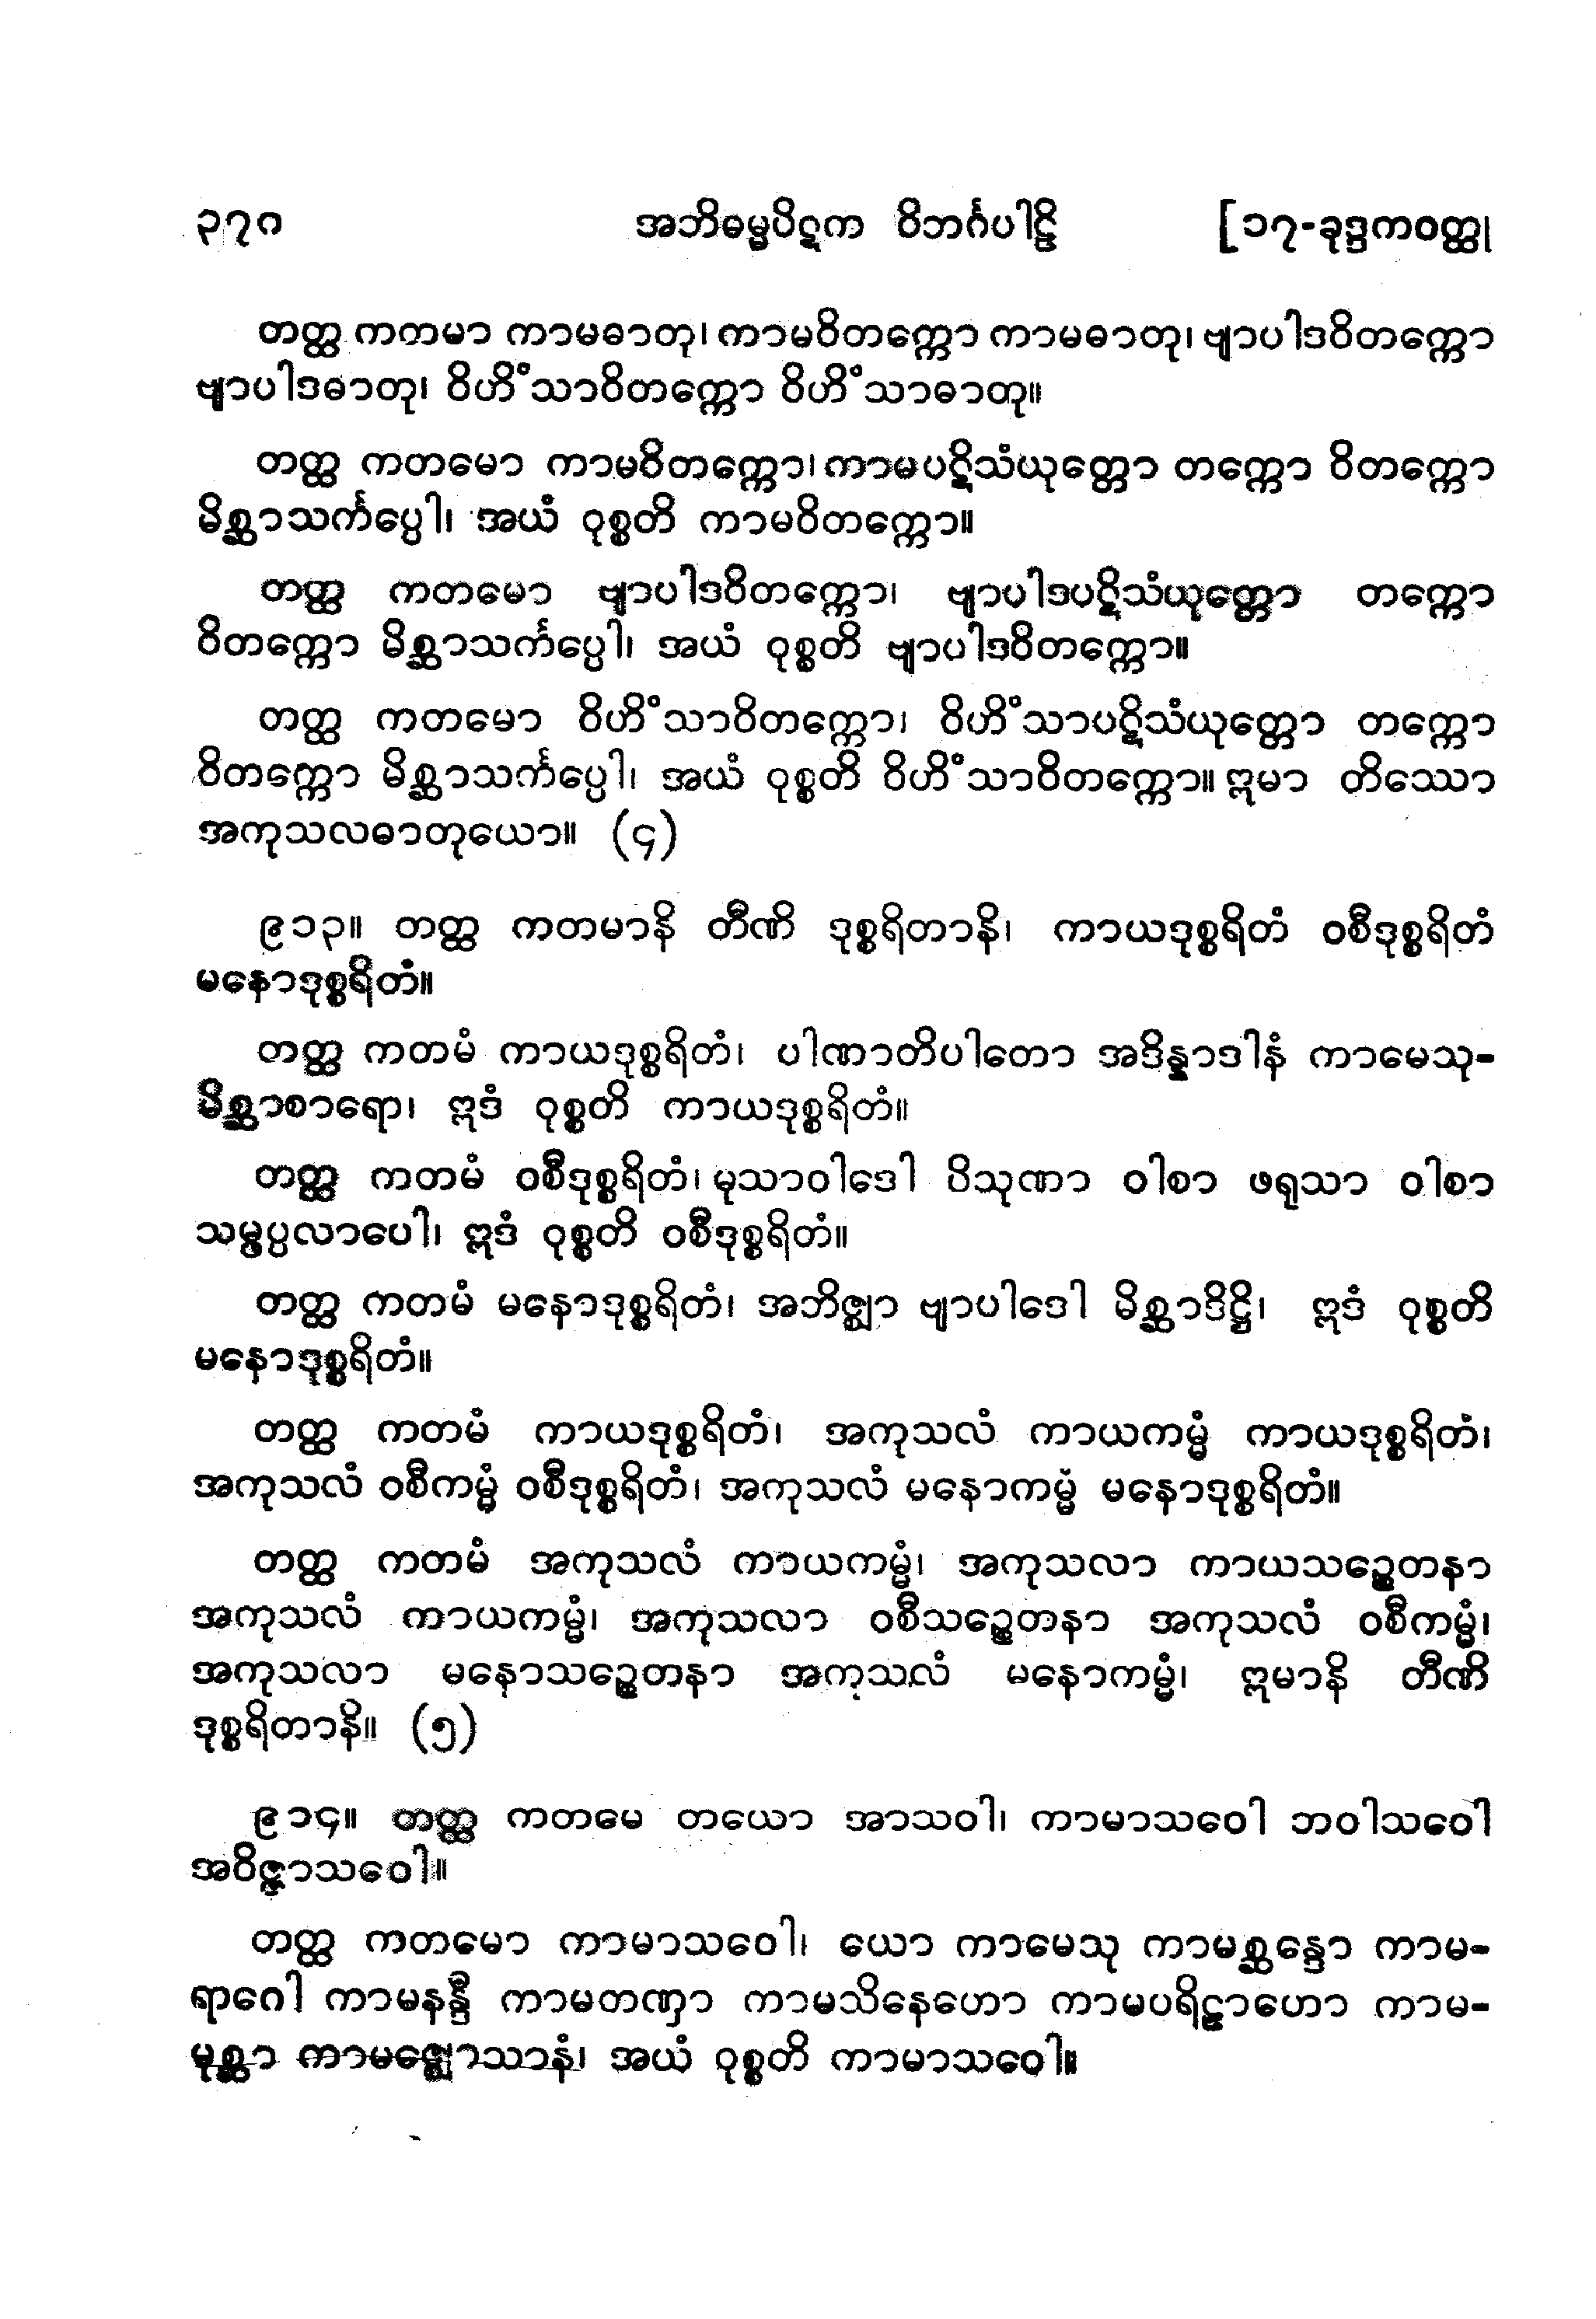 ၃၇၀ အဘိဓမ္မပိဋက ဝိဘင်္ဂပါဠိ [၁၇-ခုဒ္ဒကဝတ္ထု
တတ္ထ ကတမာ ကာမဓာတု၊ ကာမဝိတက္ကော ကာမဓာတု၊ ဗျာပါဒဝိတက္ကော
ဗျာပါဒဓာတု၊ ဝိဟိံသာဝိတက္ကော ဝိဟိံသာဓာတု။
တတ္ထ ကတမော ကာမဝိတက္ကော၊ ကာမပဋိသံယုတ္တော တက္ကော ဝိတက္ကော
မိစ္ဆာသင်္ကပ္ပေါ၊ အယံ ဝုစ္စတိ ကာမဝိတက္ကော။
တတ္ထ ကတမော ဗျာပါဒဝိတက္ကော၊ ဗျာပါဒပဋိသံယုတ္တော တက္ကော
ဝိတက္ကော မိစ္ဆာသင်္ကပ္ပေါ၊ အယံ ဝုစ္စတိ ဗျာပါဒဝိတက္ကော။
တတ္ထ ကတမော ဝိဟိံသာဝိတက္ကော၊ ဝိဟိံသာပဋိသံယုတ္တော တက္ကော
ဝိတက္ကော မိစ္ဆာသင်္ကပ္ပေါ၊ အယံ ဝုစ္စတိ ဝိဟိံသာဝိတက္ကော။ ဣမာ တိဿော
အကုသလဓာတုယော။ (၄)
၉၁၃။ တတ္ထ ကတမာနိ တီဏိ ဒုစ္စရိတာနိ၊ ကာယဒုစ္စရိတံ ဝစီဒုစ္စရိတံ
မနောဒုစ္စရိတံ။
တတ္ထ ကတမံ ကာယဒုစ္စရိတံ၊ ပါဏာတိပါတော အဒိန္နာဒါနံ ကာမေသု-
မိစ္ဆာစာရော၊ ဣဒံ ဝုစ္စတိ ကာယဒုစ္စရိတံ။
တတ္ထ ကတမံ ဝစီဒုစ္စရိတံ၊ မုသာဝါဒေါ ပိသုဏာ ဝါစာ ဖရုသာ ဝါစာ
သမ္ဖပ္ပလာပေါ၊ ဣဒံ ဝုစ္စတိ ဝစီဒုစ္စရိတံ။
တတ္ထ ကတမံ မနောဒုစ္စရိတံ၊ အဘိဇ္ဈာ ဗျာပါဒေါ မိစ္ဆာဒိဋ္ဌိ၊ ဣဒံ ဝုစ္စတိ
မနောဒုစ္စရိတံ။
တတ္ထ ကတမံ ကာယဒုစ္စရိတံ၊ အကုသလံ ကာယကမ္မံ ကာယဒုစ္စရိတံ၊
အကုသလံ ဝစီကမ္မံ ဝစီဒုစ္စရိတံ၊ အကုသလံ မနောကမ္မံ မနောဒုစ္စရိတံ။
တတ္ထ ကတမံ အကုသလံ ကာယကမ္မံ၊ အကုသလာ ကာယသဉ္စေတနာ
အကုသလံ ကာယကမ္မံ၊ အကုသလာ ဝစီသဉ္စေတနာ အကုသလံ ဝစီကမ္မံ၊
အကုသလာ မနောသဉ္စေတနာ အကုသလံ မနောကမ္မံ၊ ဣမာနိ တီဏိ
ဒုစ္စရိတာနိ။ (၅)
၉၁၄။ တတ္ထ ကတမေ တယော အာသဝါ၊ ကာမာသဝေါ ဘဝါသဝေါ
အဝိဇ္ဇာသဝေါ။
တတ္ထ ကတမော ကာမာသဝေါ၊ ယော ကာမေသု ကာမစ္ဆန္ဒော ကာမ-
ရာဂေါ ကာမနန္ဒီ ကာမတဏှာ ကာမသိနေဟော ကာမပရိဠာဟော ကာမ-
မုစ္ဆာ ကာမဇ္ဈောသာနံ၊ အယံ ဝုစ္စတိ ကာမာသဝေါ။